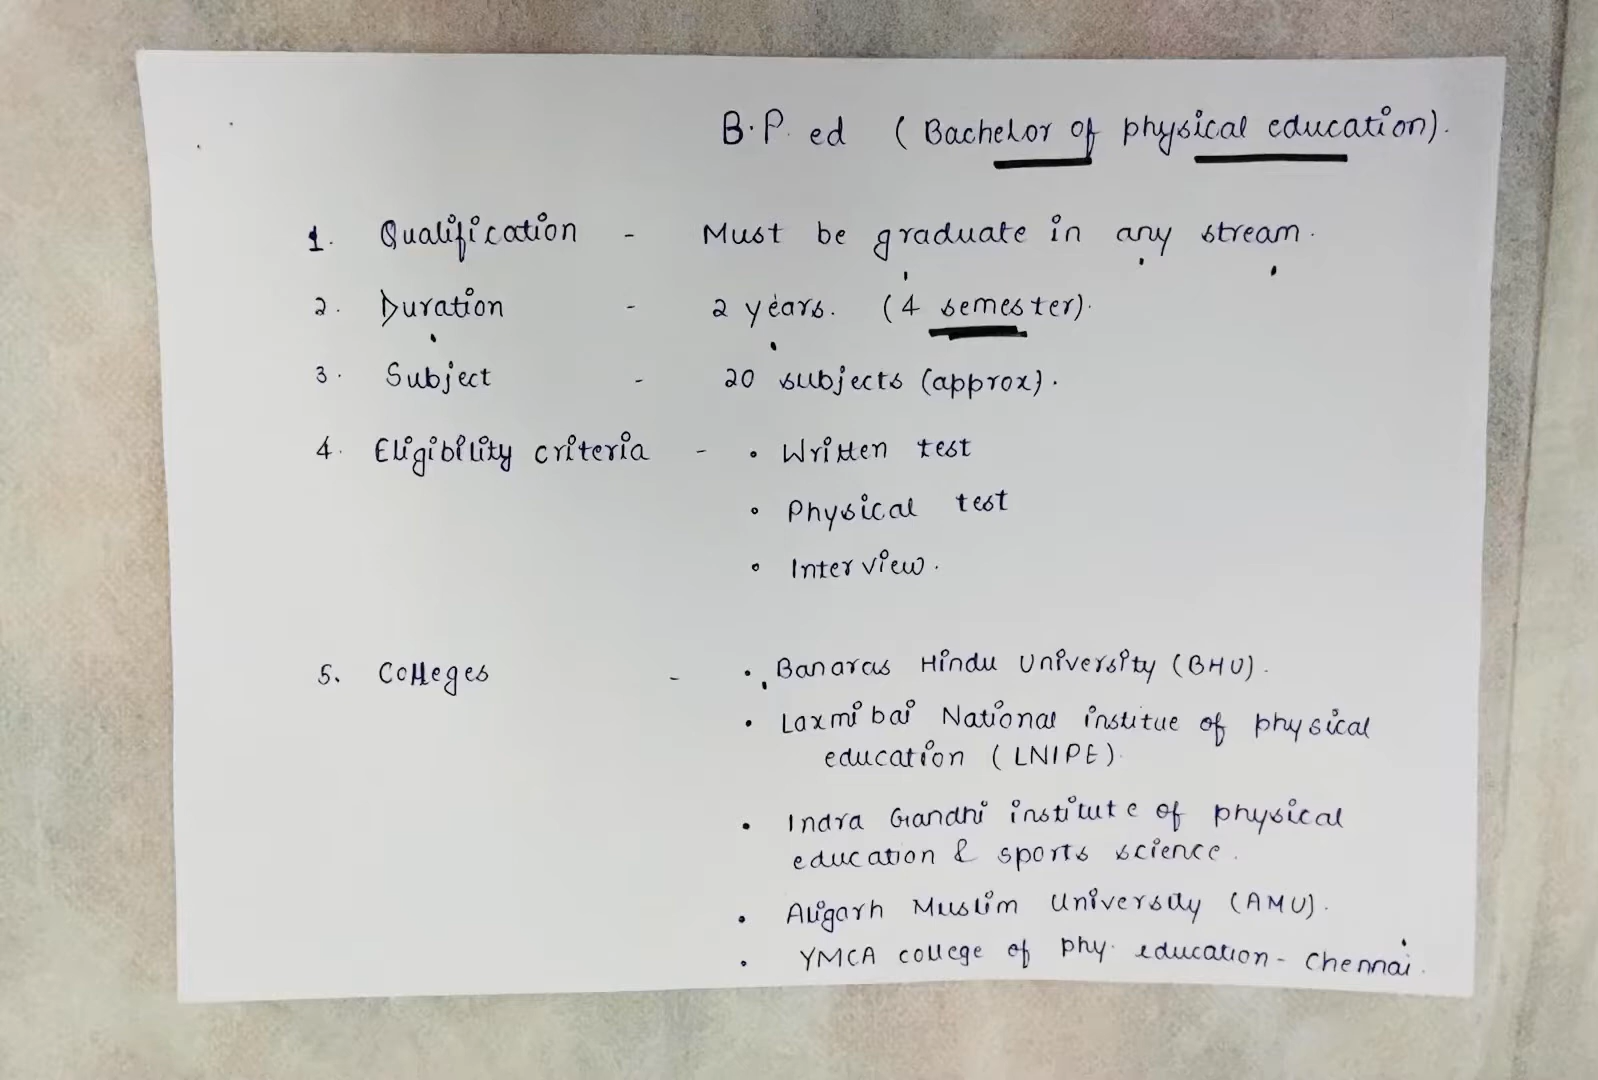 B.P. ed (Bachelor of physical education).
1. Qualification - Must be graduate in any stream.
2. Duration - 2 years. (4 semester).
3. Subject - 20 subjects (approx).
4. Eligibility criteria - • Written test
• Physical test
• Interview.
5. Colleges - • Banaras Hindu University (BHU).
• Laxmi bai National institue of physical
education (LNIPE).
• Indra Gandhi institute of physical
education & sports science.
• Aligarh Muslim University (AMU).
• YMCA college of phy. education - Chennai.